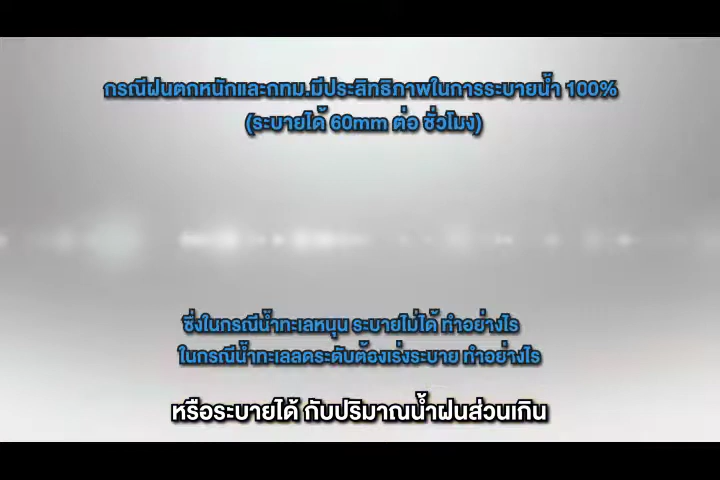 กรณีฝนตกหนักและกทม.มีประสิทธิภาพในการระบายน้ำ 100%
(ระบายได้ 60mm ต่อ ชั่วโมง)
ซึ่งในกรณีน้ำทะเลหนุน ระบายไม่ได้ ทำอย่างไร
ในกรณีน้ำทะเลลดระดับต้องเร่งระบาย ทำอย่างไร
หรือระบายได้ กับปริมาณน้ำฝนส่วนเกิน